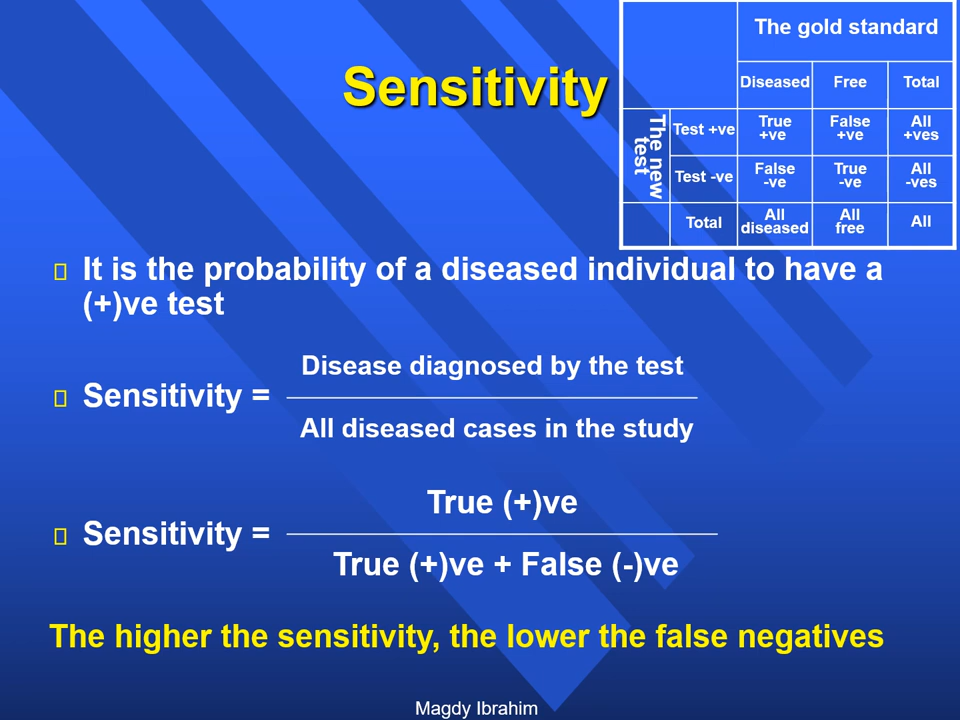 Sensitivity
The gold standard
Diseased Free Total
The new
test
Test +ve
True
+ve
False
+ve
All
+ves
Test -ve
False
-ve
True
-ve
All
-ves
Total
All
diseased
All
free
All
It is the probability of a diseased individual to have a
(+)ve test
Sensitivity =
Disease diagnosed by the test
All diseased cases in the study
Sensitivity =
True (+)ve
True (+)ve + False (-)ve
The higher the sensitivity, the lower the false negatives
Magdy Ibrahim